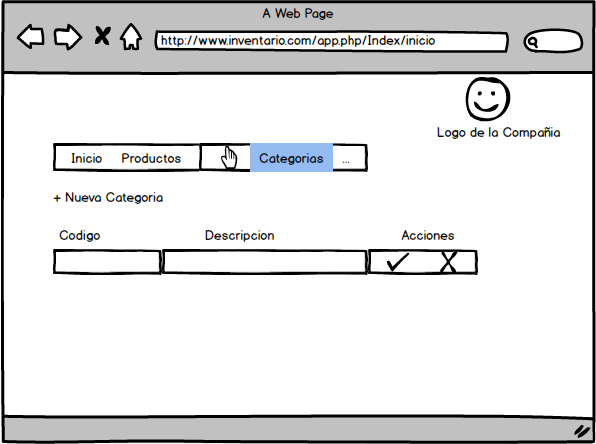 A Web Page
http://www.inventario.com/app.php/Index/inicio
Logo de la Compañia
Inicio Productos Categorias ...
+ Nueva Categoria
Codigo Descripcion Acciones